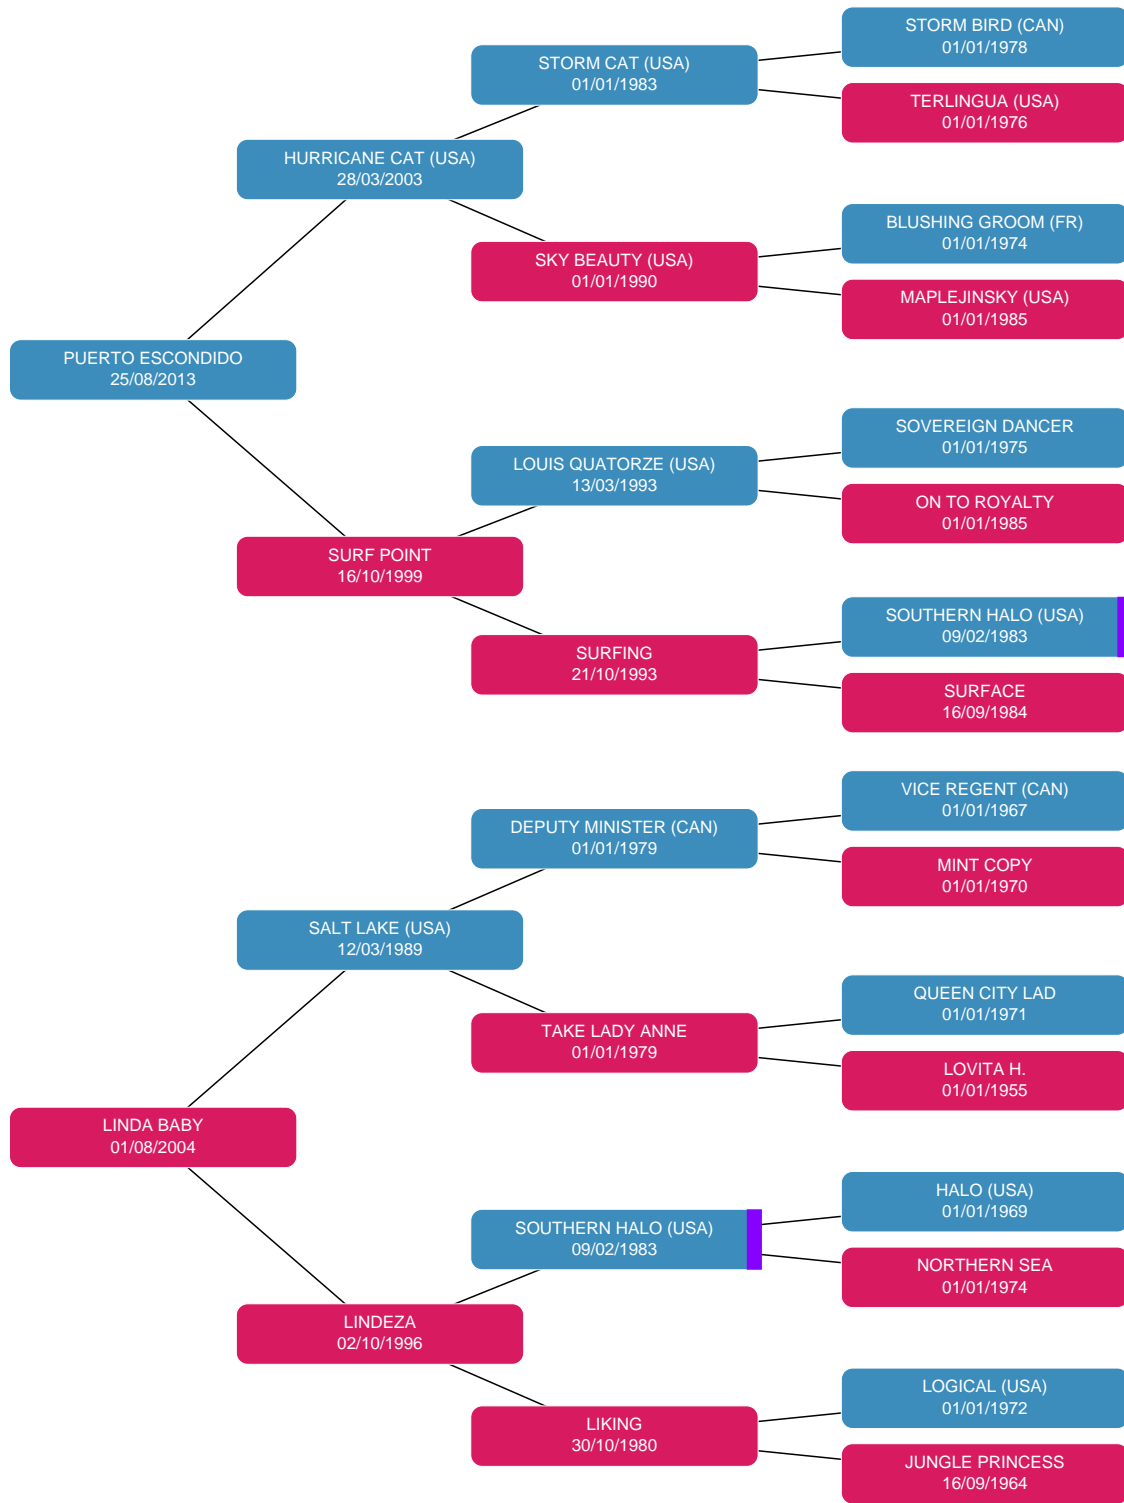 STORM BIRD (CAN)
01/01/1978
STORM CAT (USA)
01/01/1983
TERLINGUA (USA)
01/01/1976
HURRICANE CAT (USA)
28/03/2003
BLUSHING GROOM (FR)
01/01/1974
SKY BEAUTY (USA)
01/01/1990
MAPLEJINSKY (USA)
01/01/1985
PUERTO ESCONDIDO
25/08/2013
SOVEREIGN DANCER
01/01/1975
LOUIS QUATORZE (USA)
13/03/1993
ON TO ROYALTY
01/01/1985
SURF POINT
16/10/1999
SOUTHERN HALO (USA)
09/02/1983
SURFING
21/10/1993
SURFACE
16/09/1984
VICE REGENT (CAN)
01/01/1967
DEPUTY MINISTER (CAN)
01/01/1979
MINT COPY
01/01/1970
SALT LAKE (USA)
12/03/1989
QUEEN CITY LAD
01/01/1971
TAKE LADY ANNE
01/01/1979
LOVITA H.
01/01/1955
LINDA BABY
01/08/2004
HALO (USA)
01/01/1969
SOUTHERN HALO (USA)
09/02/1983
NORTHERN SEA
01/01/1974
LINDEZA
02/10/1996
LOGICAL (USA)
01/01/1972
LIKING
30/10/1980
JUNGLE PRINCESS
16/09/1964